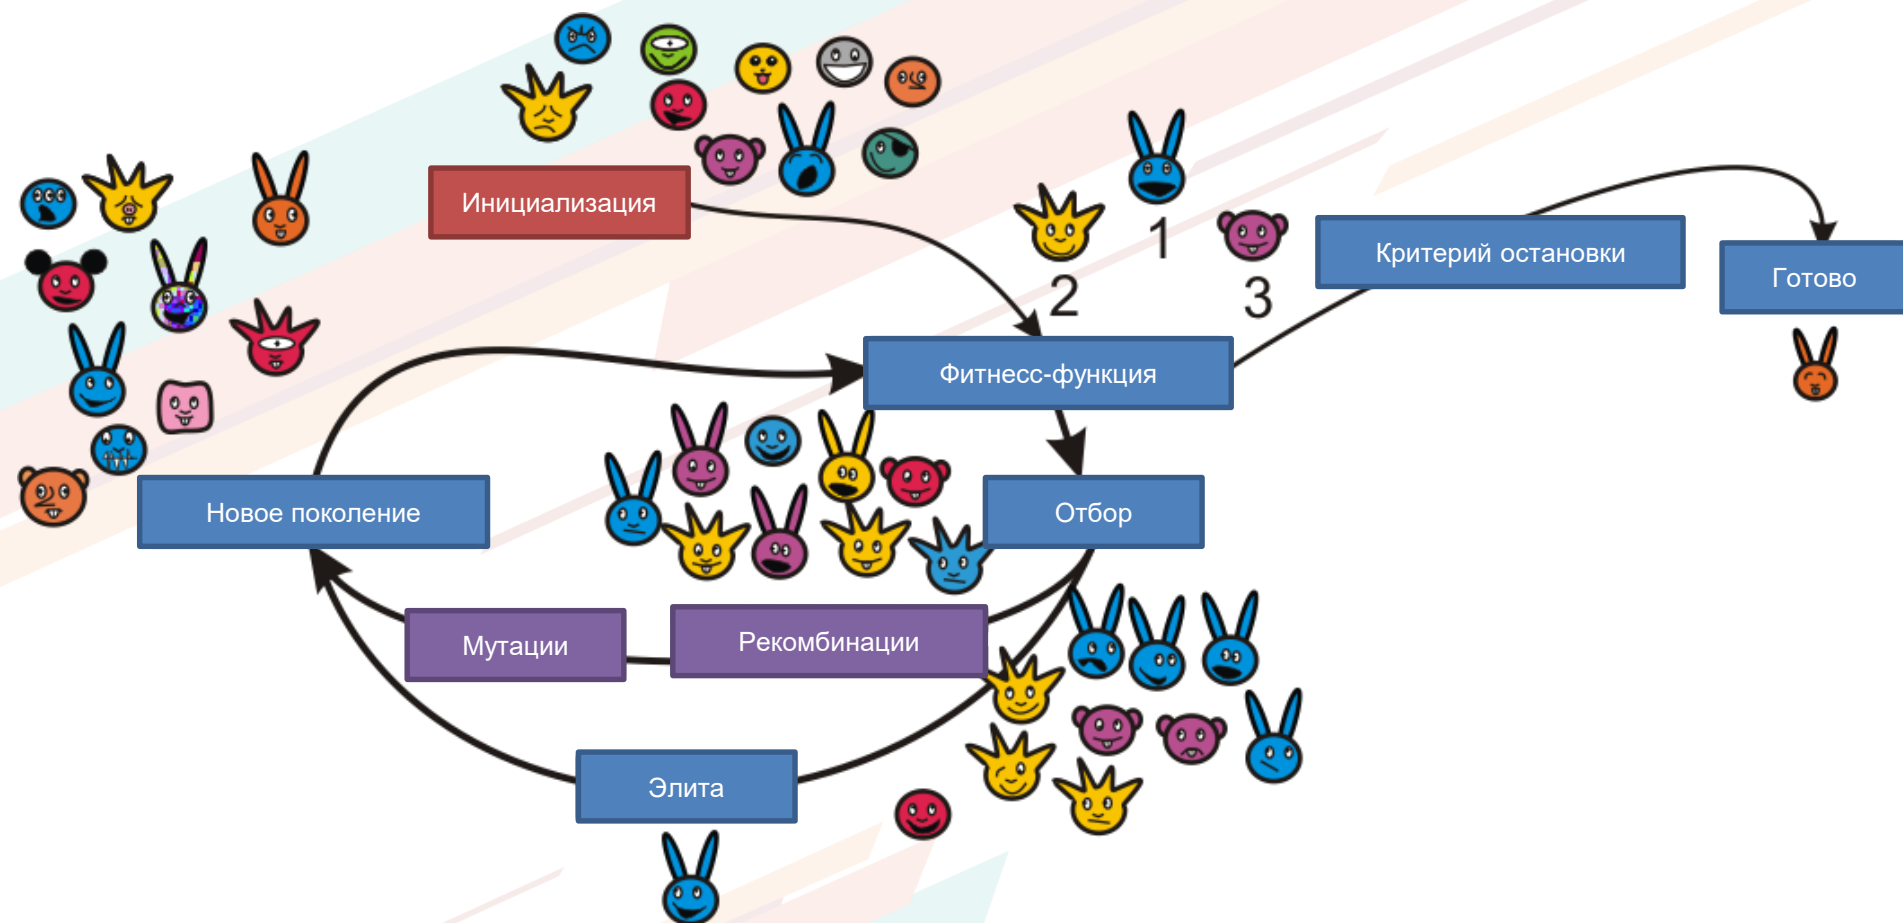 Инициализация
1
2
3
Критерий остановки
Готово
Фитнесс-функция
Новое поколение
Отбор
Мутации
Рекомбинации
Элита